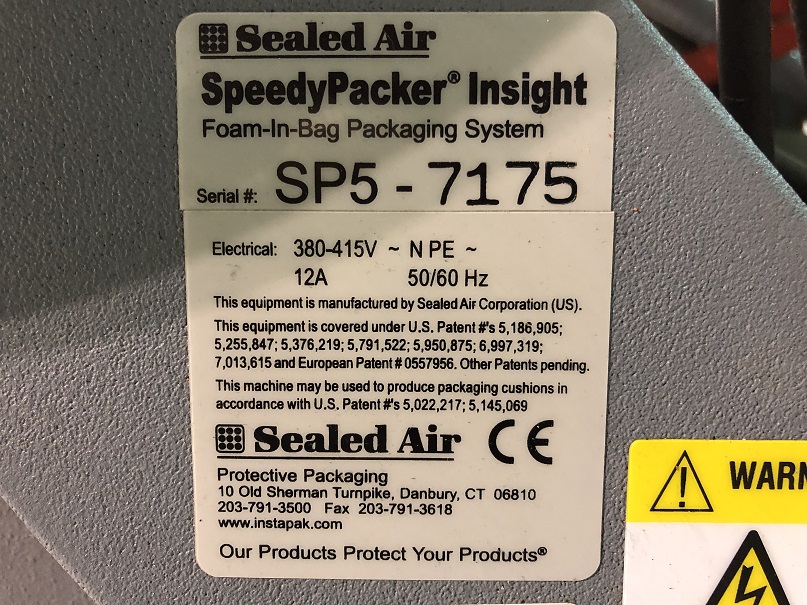 Sealed Air
SpeedyPacker® Insight
Foam-In-Bag Packaging System
Serial #: SP5 - 7175
Electrical: 380-415V ~ N PE ~
12A 50/60 Hz
This equipment is manufactured by Sealed Air Corporation (US).
This equipment is covered under U.S. Patent #'s 5,186,905;
5,255,847; 5,376,219; 5,791,522; 5,950,875; 6,997,319;
7,013,615 and European Patent # 0557956. Other Patents pending.
This machine may be used to produce packaging cushions in
accordance with U.S. Patent #'s 5,022,217; 5,145,069
Sealed Air CE
Protective Packaging
10 Old Sherman Turnpike, Danbury, CT 06810
203-791-3500 Fax 203-791-3618
www.instapak.com
Our Products Protect Your Products®
WARN